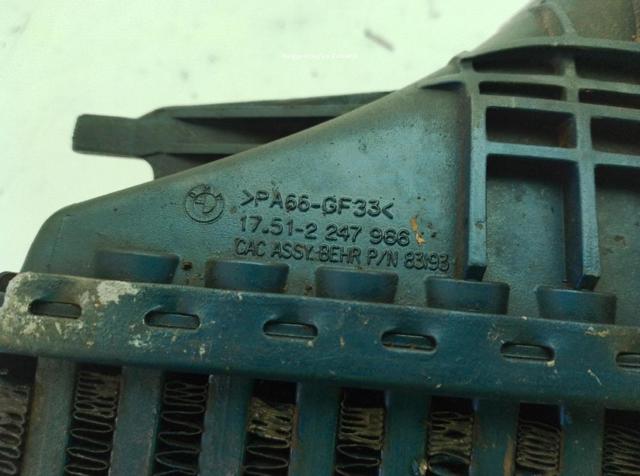 >PA66-GF33<
17.51-2 247 966
CAC ASSY.BEHR P/N 83193